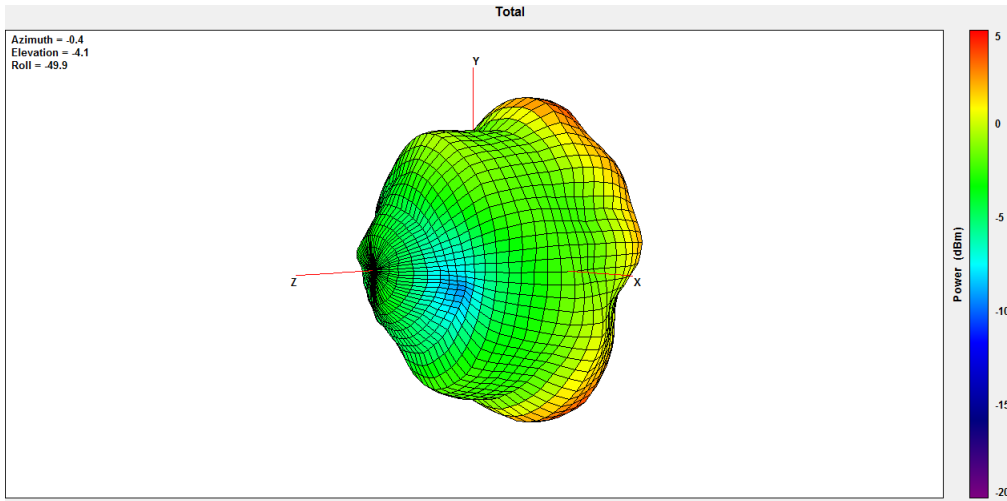 Total
Azimuth = -0.4
Elevation = -4.1
Roll = -49.9
Y
Z
X
5
0
-5
-10
-15
-20
Power (dBm)